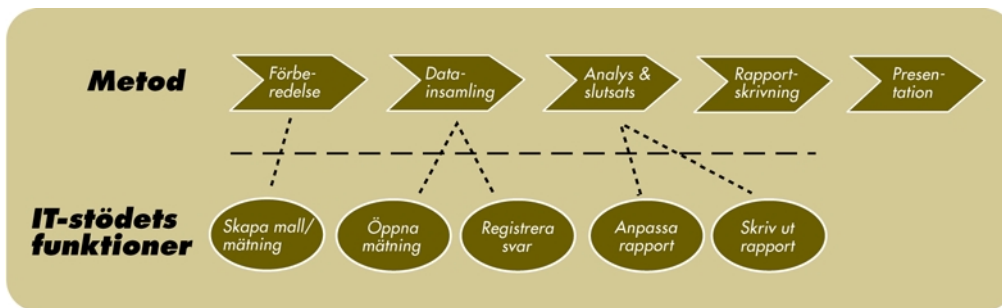 Metod
Förbe-
redelse
Data-
insamling
Analys &
slutsats
Rapport-
skrivning
Presen-
tation
IT-stödets
funktioner
Skapa mall/
mätning
Öppna
mätning
Registrera
svar
Anpassa
rapport
Skriv ut
rapport